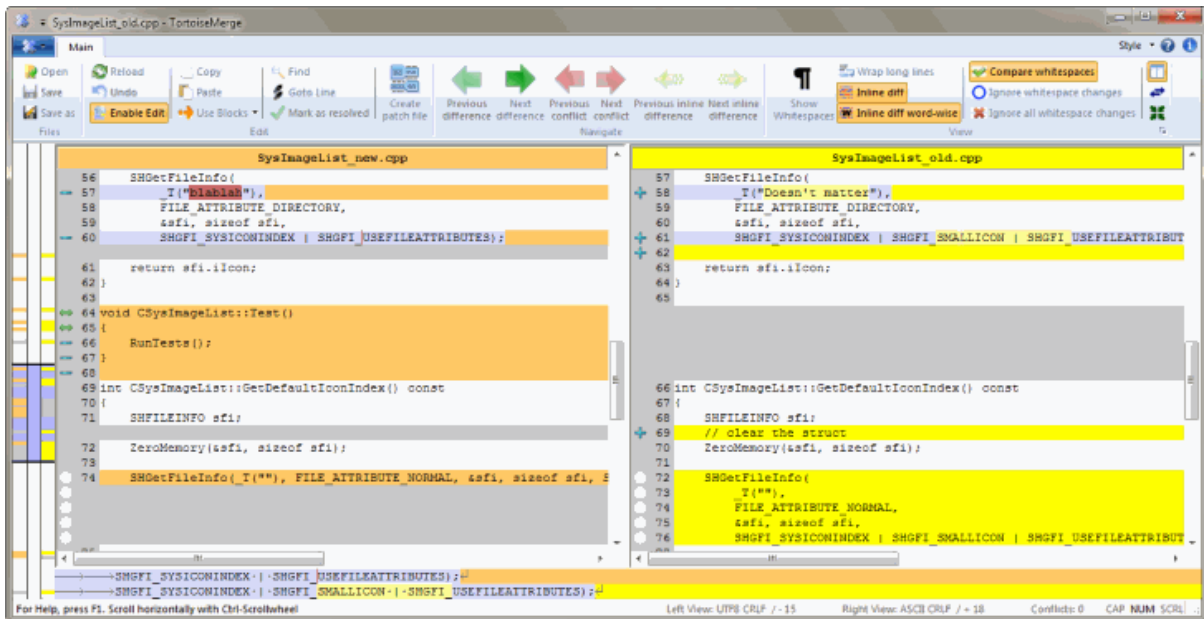 SysImageList_old.cpp - TortoiseMerge
Main
Style
Open
Save
Save as
Files
Reload
Undo
Enable Edit
Copy
Paste
Use Blocks
Find
Goto Line
Mark as resolved
Edit
Create patch file
Previous difference
Next difference
Previous conflict
Next conflict
Previous inline difference
Next inline difference
Navigate
Show Whitespaces
Wrap long lines
Inline diff
Inline diff word-wise
Compare whitespaces
Ignore whitespace changes
Ignore all whitespace changes
View
SysImageList_new.cpp
56 SHGetFileInfo(
57 _T("blablah"),
58 FILE_ATTRIBUTE_DIRECTORY,
59 &sfi, sizeof sfi,
60 SHGFI_SYSICONINDEX | SHGFI_USEFILEATTRIBUTES);
61 return sfi.iIcon;
62 }
63
64 void CSysImageList::Test()
65 {
66 RunTests();
67 }
68
69 int CSysImageList::GetDefaultIconIndex() const
70 {
71 SHFILEINFO sfi;
72 ZeroMemory(&sfi, sizeof sfi);
73
74 SHGetFileInfo(_T(""), FILE_ATTRIBUTE_NORMAL, &sfi, sizeof sfi, S
SysImageList_old.cpp
57 SHGetFileInfo(
58 _T("Doesn't matter"),
59 FILE_ATTRIBUTE_DIRECTORY,
60 &sfi, sizeof sfi,
61 SHGFI_SYSICONINDEX | SHGFI_SMALLICON | SHGFI_USEFILEATTRIBUT
62
63 return sfi.iIcon;
64 }
65
66 int CSysImageList::GetDefaultIconIndex() const
67 {
68 SHFILEINFO sfi;
69 // clear the struct
70 ZeroMemory(&sfi, sizeof sfi);
71
72 SHGetFileInfo(
73 _T(""),
74 FILE_ATTRIBUTE_NORMAL,
75 &sfi, sizeof sfi,
76 SHGFI_SYSICONINDEX | SHGFI_SMALLICON | SHGFI_USEFILEATTRIBUT
SHGFI_SYSICONINDEX·|·SHGFI_USEFILEATTRIBUTES);
SHGFI_SYSICONINDEX·|·SHGFI_SMALLICON·|·SHGFI_USEFILEATTRIBUTES);
For Help, press F1. Scroll horizontally with Ctrl-Scrollwheel
Left View: UTF8 CRLF / - 15
Right View: ASCII CRLF / + 18
Conflicts: 0
CAP NUM SCRL